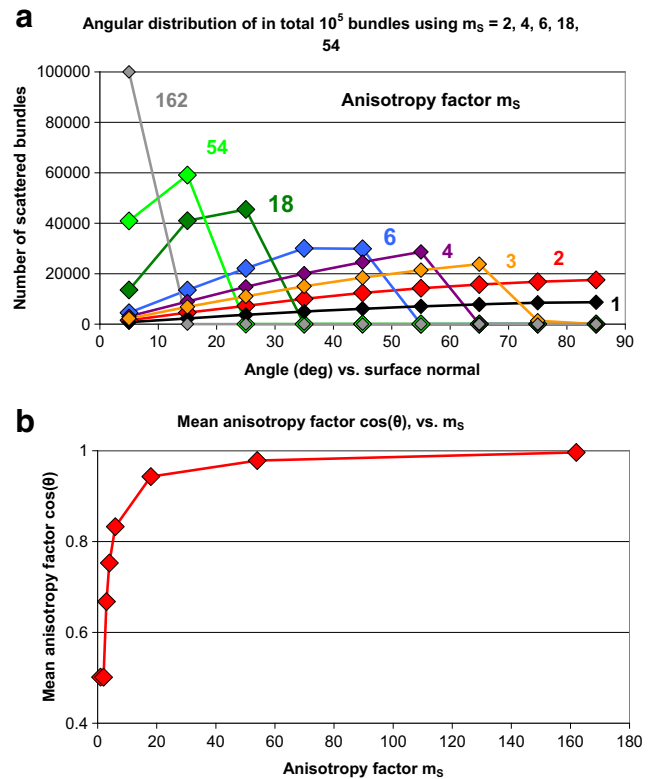 a
Angular distribution of in total 10⁵ bundles using mS = 2, 4, 6, 18,
54
Number of scattered bundles
100000
80000
60000
40000
20000
0
Anisotropy factor mS
162
54
18
6
4
3
2
1
0 10 20 30 40 50 60 70 80 90
Angle (deg) vs. surface normal
b
Mean anisotropy factor cos(θ), vs. mS
Mean anisotropy factor cos(θ)
1
0.8
0.6
0.4
0 20 40 60 80 100 120 140 160 180
Anisotropy factor mS